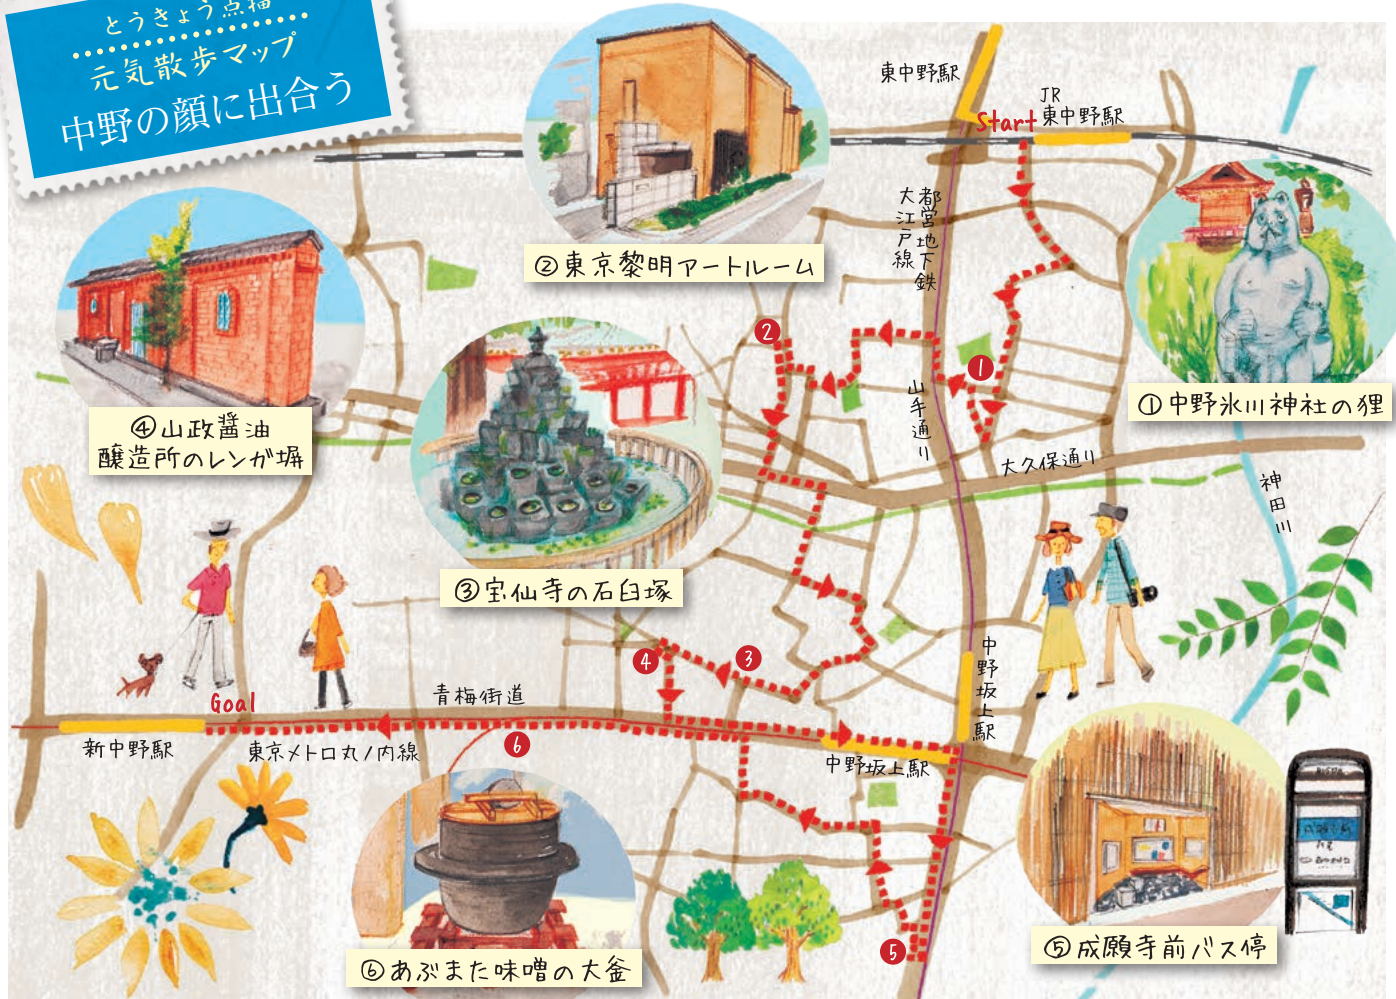 とうきょう点描
元気散歩マップ
中野の顔に出合う
東中野駅
Start
JR
東中野駅
都営地下鉄
大江戸線
②東京黎明アートルーム
2
1
山手通り
①中野氷川神社の狸
④山政醤油
醸造所のレンガ塀
大久保通り
神田川
③宝仙寺の石臼塚
4
3
中野坂上駅
Goal
青梅街道
新中野駅
東京メトロ丸ノ内線
6
中野坂上駅
5
⑤成願寺前バス停
⑥あぶまた味噌の大釜